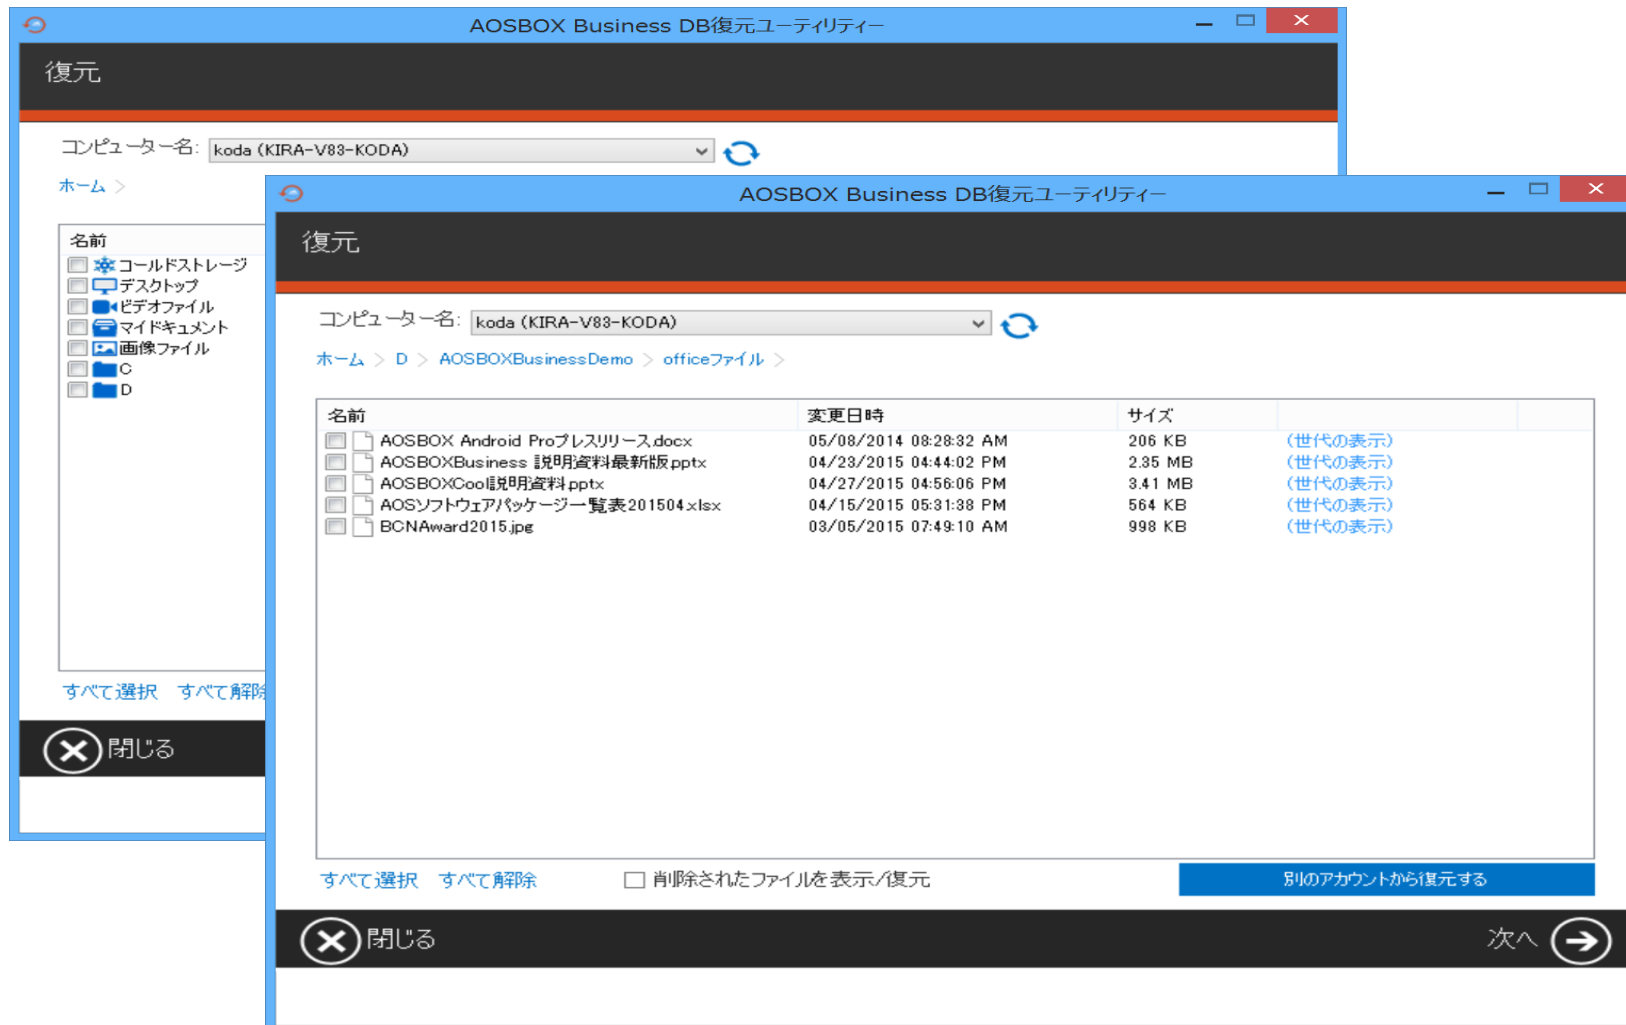 AOSBOX Business DB復元ユーティリティー
復元
コンピューター名: koda (KIRA-V83-KODA)
ホーム >
名前
コールドストレージ
デスクトップ
ビデオファイル
マイドキュメント
画像ファイル
C
D
すべて選択 すべて解除
閉じる
AOSBOX Business DB復元ユーティリティー
復元
コンピューター名: koda (KIRA-V83-KODA)
ホーム > D > AOSBOXBusinessDemo > officeファイル >
名前 変更日時 サイズ
AOSBOX Android Proプレスリリース.docx 05/08/2014 08:28:32 AM 206 KB (世代の表示)
AOSBOXBusiness 説明資料最新版.pptx 04/23/2015 04:44:02 PM 2.35 MB (世代の表示)
AOSBOXCool説明資料.pptx 04/27/2015 04:56:06 PM 3.41 MB (世代の表示)
AOSソフトウェアパッケージ一覧表201504.xlsx 04/15/2015 05:31:38 PM 564 KB (世代の表示)
BCNAward2015.jpg 03/05/2015 07:49:10 AM 998 KB (世代の表示)
すべて選択 すべて解除 削除されたファイルを表示/復元 別のアカウントから復元する
閉じる 次へ